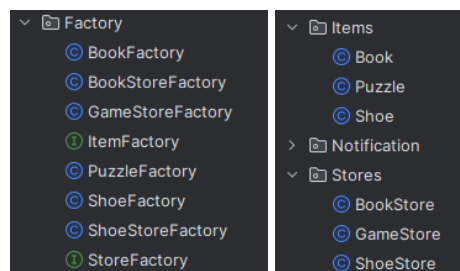 Factory
BookFactory
BookStoreFactory
GameStoreFactory
ItemFactory
PuzzleFactory
ShoeFactory
ShoeStoreFactory
StoreFactory
Items
Book
Puzzle
Shoe
Notification
Stores
BookStore
GameStore
ShoeStore